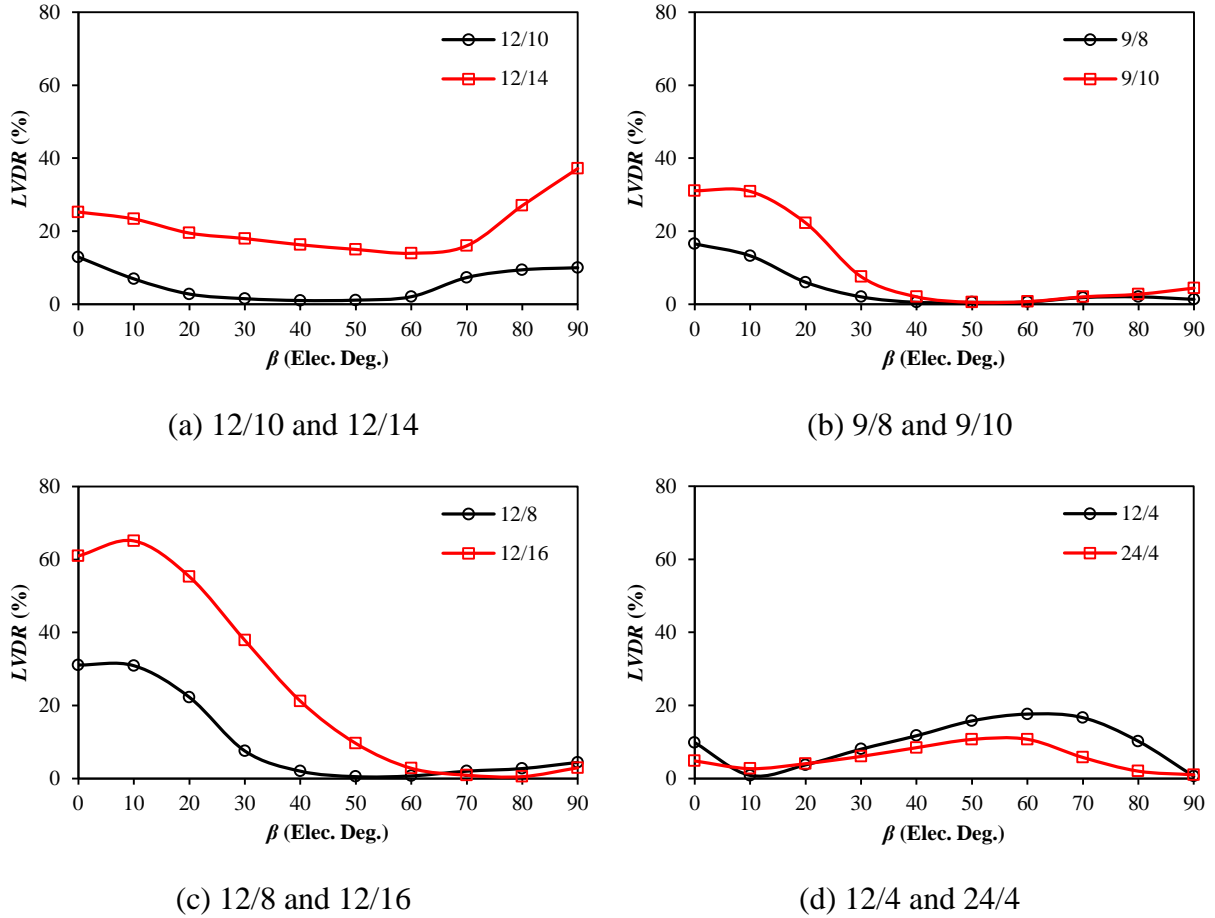 80
60
40
20
0
LVDR (%)
12/10
12/14
0 10 20 30 40 50 60 70 80 90
β (Elec. Deg.)
(a) 12/10 and 12/14
80
60
40
20
0
LVDR (%)
9/8
9/10
0 10 20 30 40 50 60 70 80 90
β (Elec. Deg.)
(b) 9/8 and 9/10
80
60
40
20
0
LVDR (%)
12/8
12/16
0 10 20 30 40 50 60 70 80 90
β (Elec. Deg.)
(c) 12/8 and 12/16
80
60
40
20
0
LVDR (%)
12/4
24/4
0 10 20 30 40 50 60 70 80 90
β (Elec. Deg.)
(d) 12/4 and 24/4